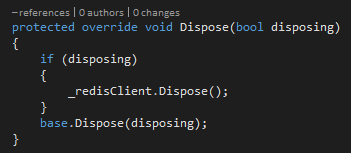 – references | 0 authors | 0 changes
protected override void Dispose(bool disposing)
{
    if (disposing)
    {
        _redisClient.Dispose();
    }
    base.Dispose(disposing);
}